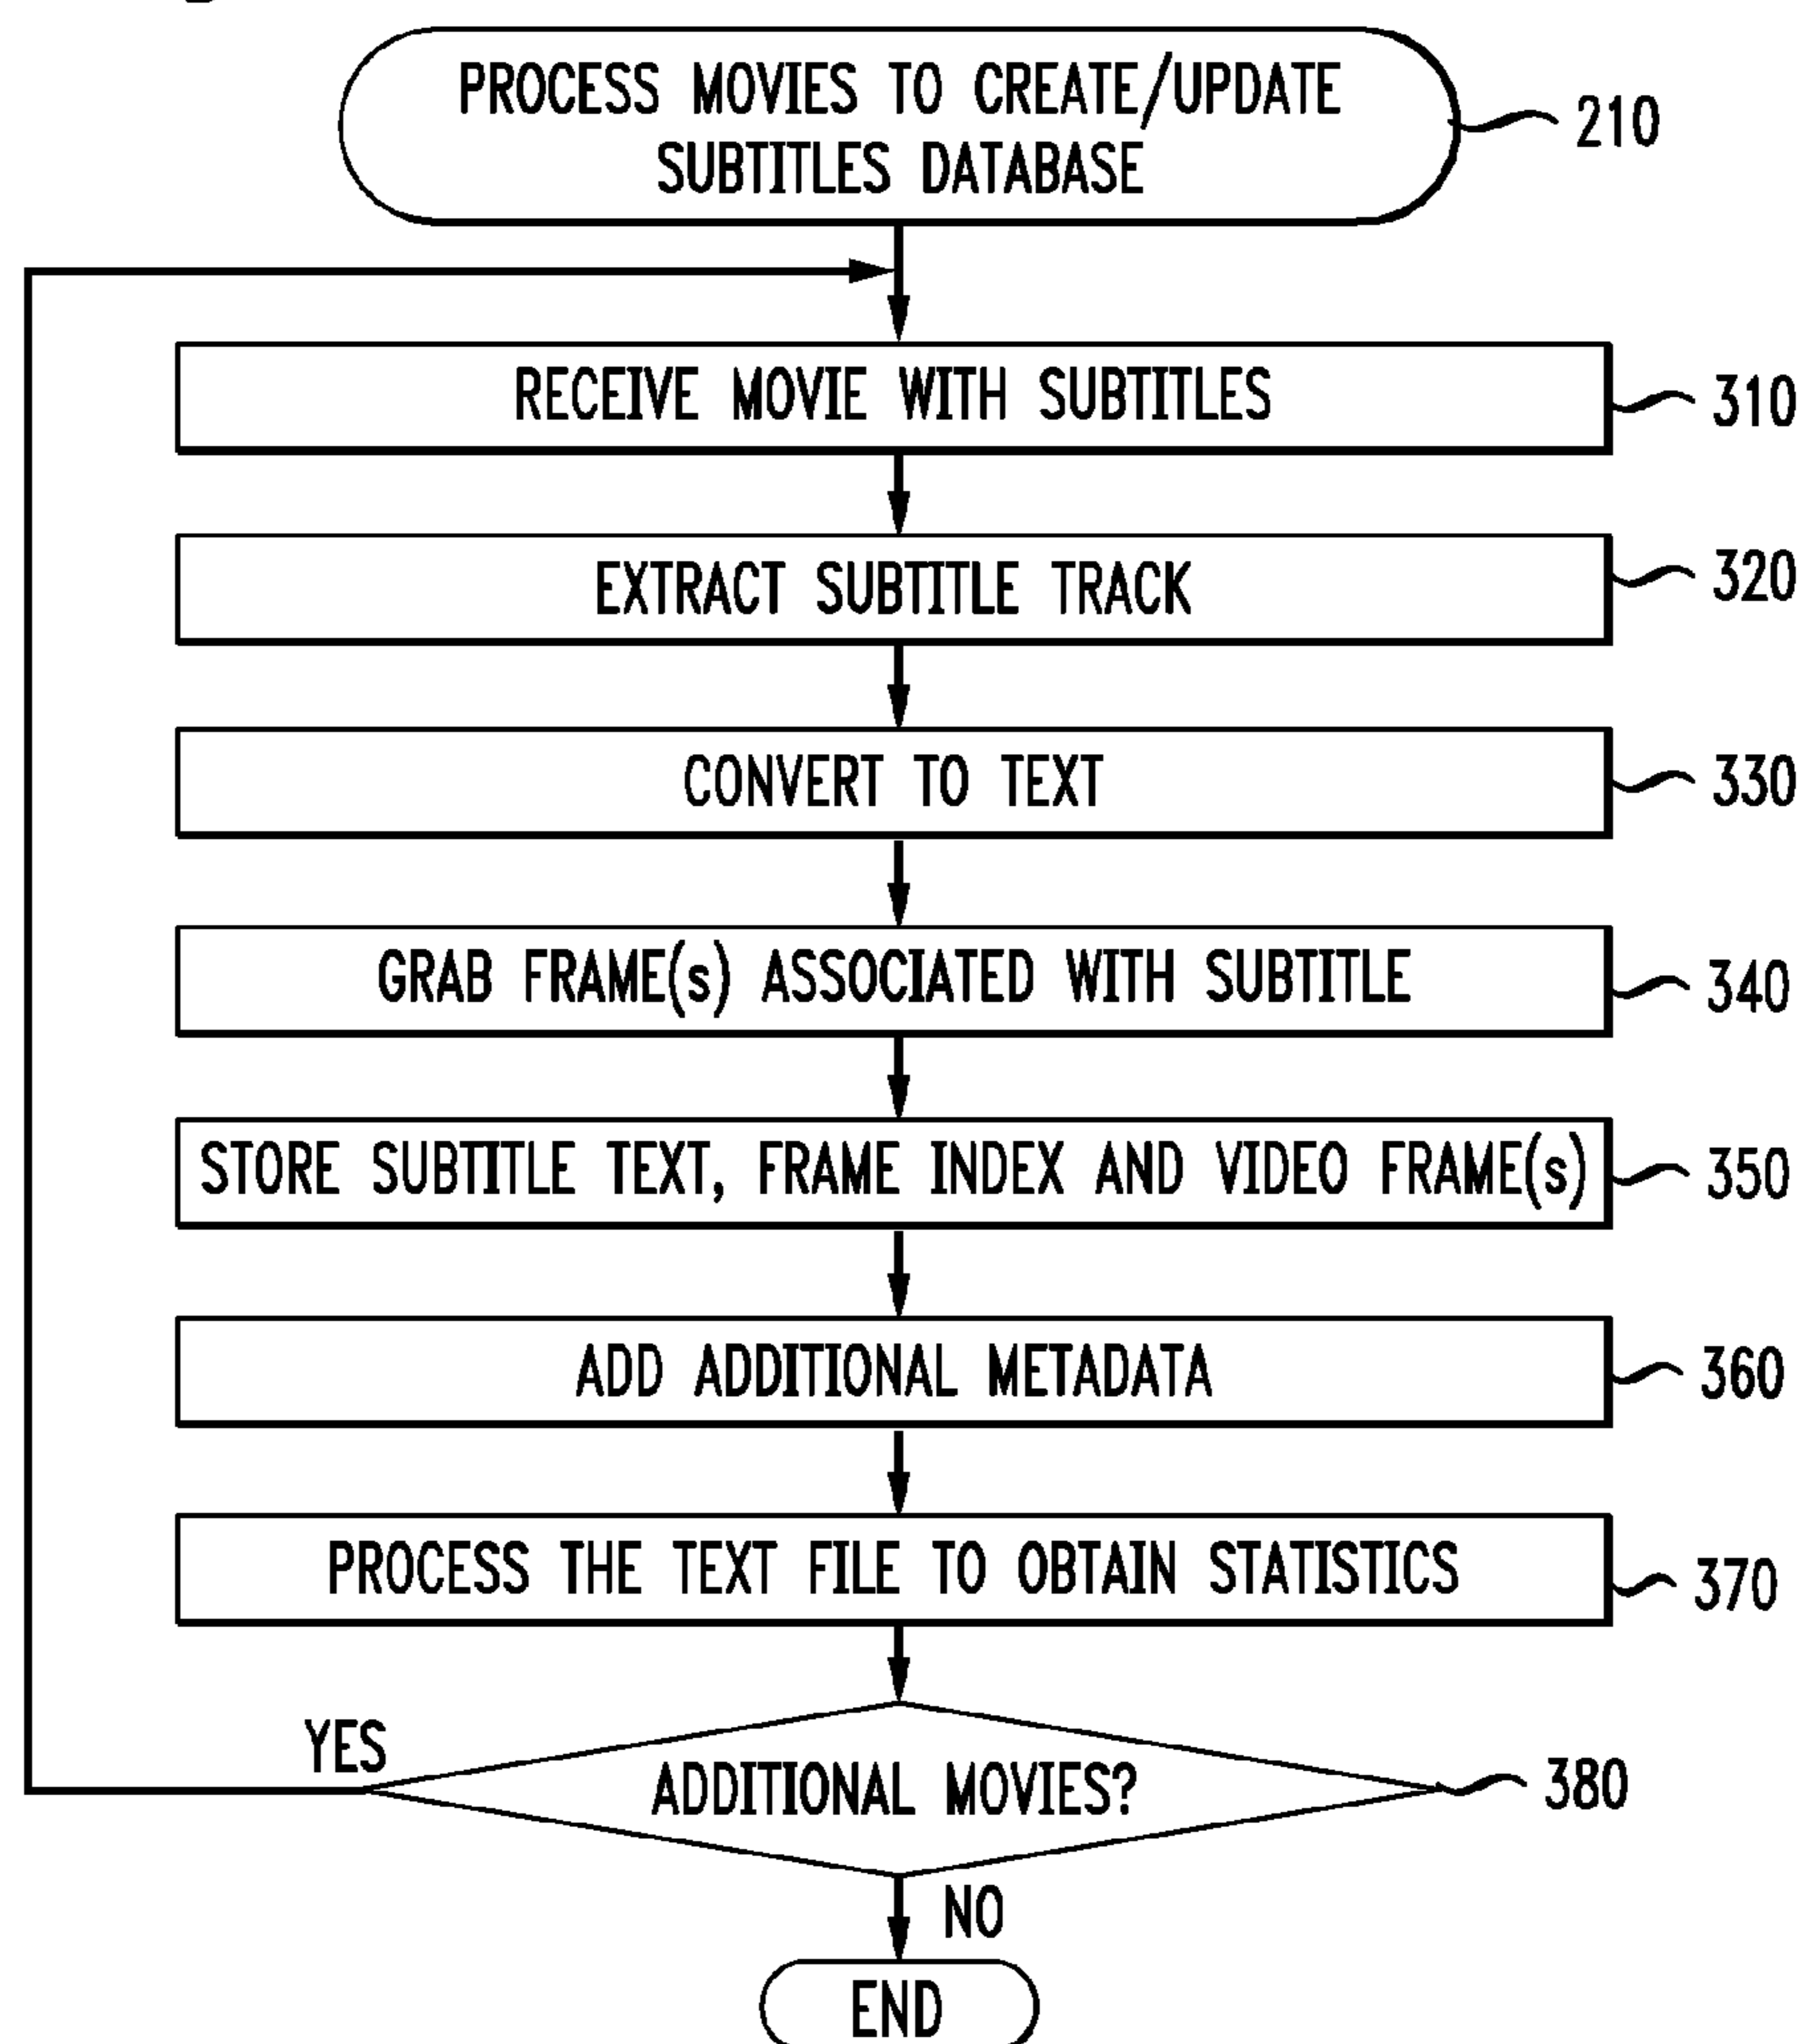 PROCESS MOVIES TO CREATE/UPDATE
SUBTITLES DATABASE
210
RECEIVE MOVIE WITH SUBTITLES
310
EXTRACT SUBTITLE TRACK
320
CONVERT TO TEXT
330
GRAB FRAME(s) ASSOCIATED WITH SUBTITLE
340
STORE SUBTITLE TEXT, FRAME INDEX AND VIDEO FRAME(s)
350
ADD ADDITIONAL METADATA
360
PROCESS THE TEXT FILE TO OBTAIN STATISTICS
370
YES
ADDITIONAL MOVIES?
380
NO
END